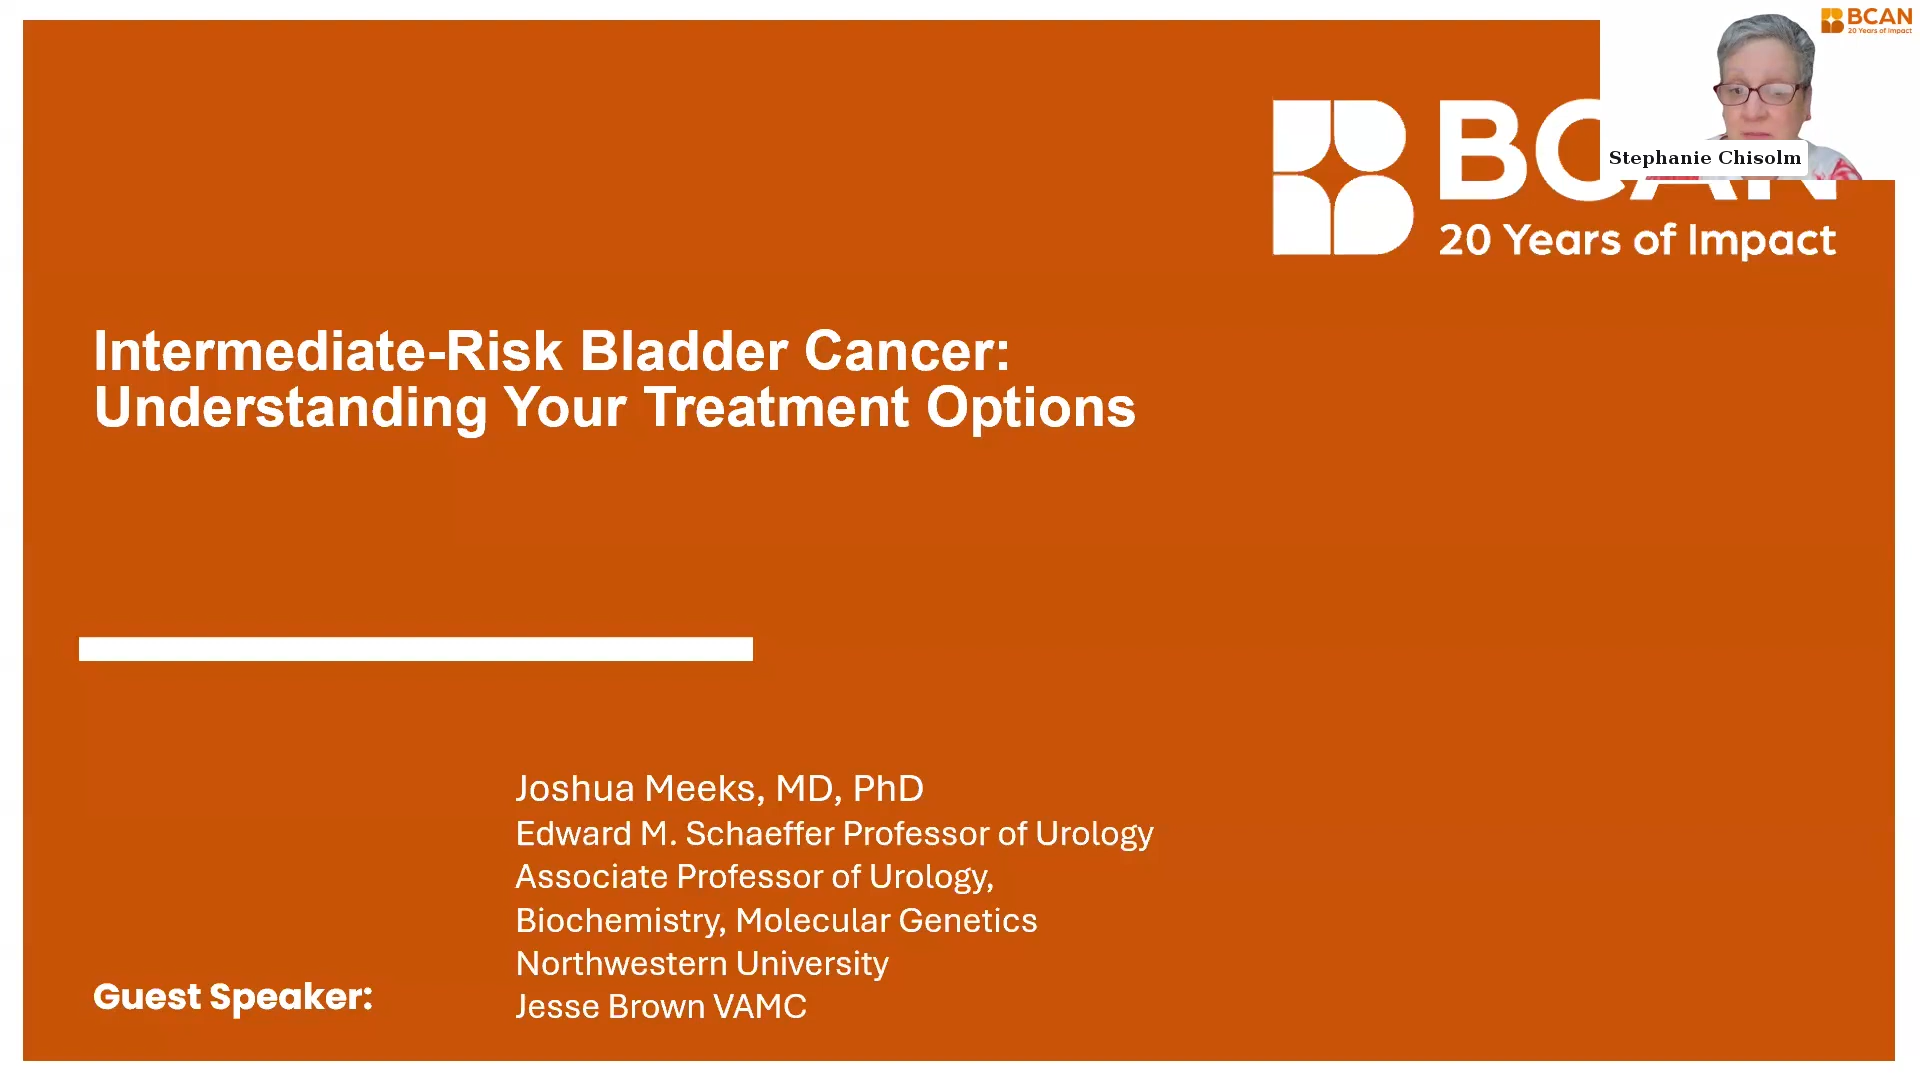 BCAN
20 Years of Impact
Stephanie Chisolm
BCAN
20 Years of Impact
Intermediate-Risk Bladder Cancer:
Understanding Your Treatment Options
Joshua Meeks, MD, PhD
Edward M. Schaeffer Professor of Urology
Associate Professor of Urology,
Biochemistry, Molecular Genetics
Northwestern University
Guest Speaker:
Jesse Brown VAMC